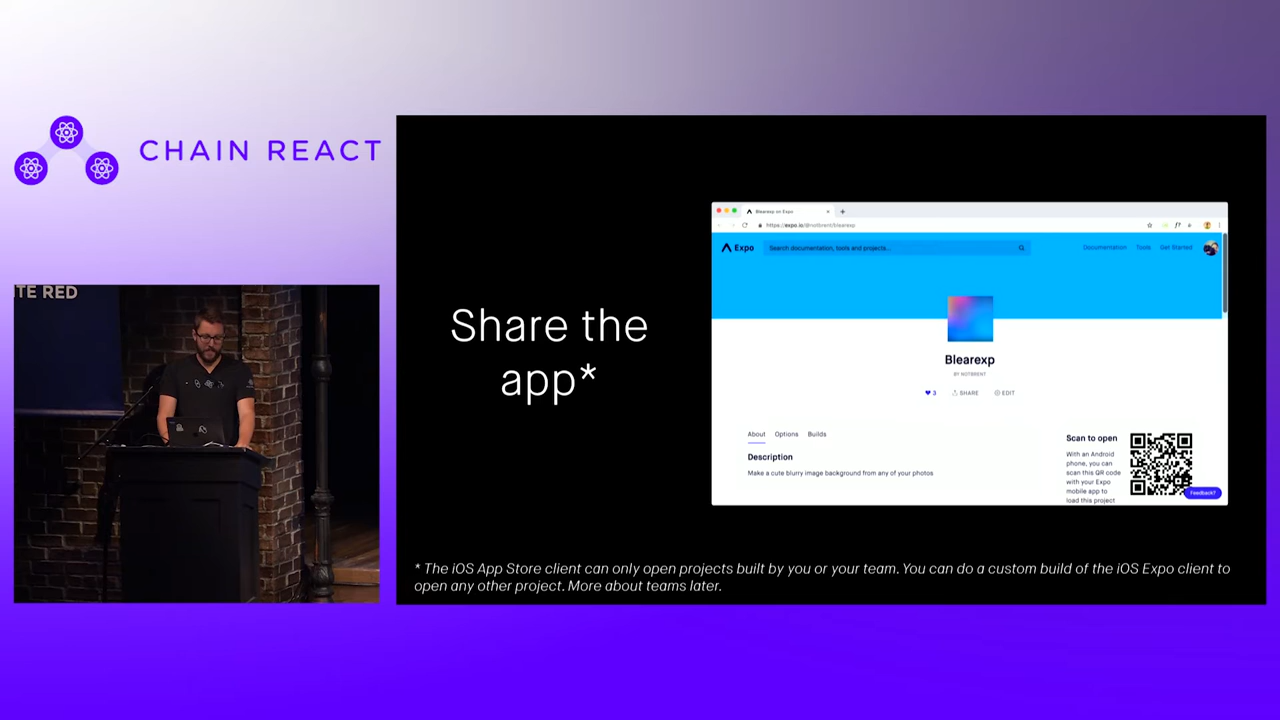 CHAIN REACT
TE RED
Share the
app*
Blearexp on Expo
https://expo.io/@notbrent/blearexp
Expo
Search documentation, tools and projects...
Documentation Tools Get Started
Blearexp
BY NOTBRENT
3 SHARE EDIT
About Options Builds
Description
Make a cute blurry image background from any of your photos
Scan to open
With an Android
phone, you can
scan this QR code
with your Expo
mobile app to
load this project
Feedback?
* The iOS App Store client can only open projects built by you or your team. You can do a custom build of the iOS Expo client to
open any other project. More about teams later.